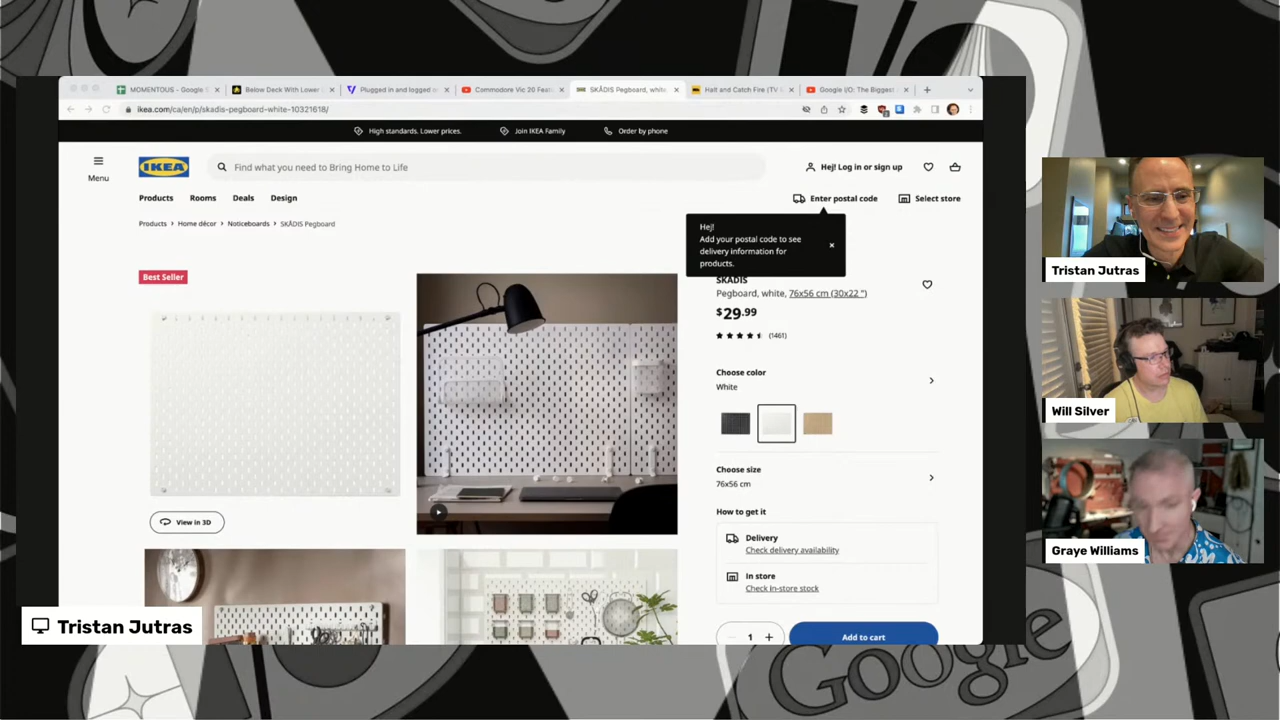 MOMENTOUS - Google S
Below Deck With Lower
Plugged in and logged o
Commodore Vic 20 Featu
SKÅDIS Pegboard, white,
Halt and Catch Fire (TV S
Google I/O: The Biggest
ikea.com/ca/en/p/skadis-pegboard-white-10321618/
High standards. Lower prices.
Join IKEA Family
Order by phone
Menu
IKEA
Find what you need to Bring Home to Life
Hej! Log in or sign up
Products
Rooms
Deals
Design
Enter postal code
Select store
Products > Home décor > Noticeboards > SKÅDIS Pegboard
Hej!
Add your postal code to see
delivery information for
products.
Best Seller
SKÅDIS
Pegboard, white, 76x56 cm (30x22 ")
$29.99
(1461)
Choose color
White
Choose size
76x56 cm
How to get it
Delivery
Check delivery availability
In store
Check in-store stock
View in 3D
1
Add to cart
Tristan Jutras
Will Silver
Graye Williams
Tristan Jutras
Google